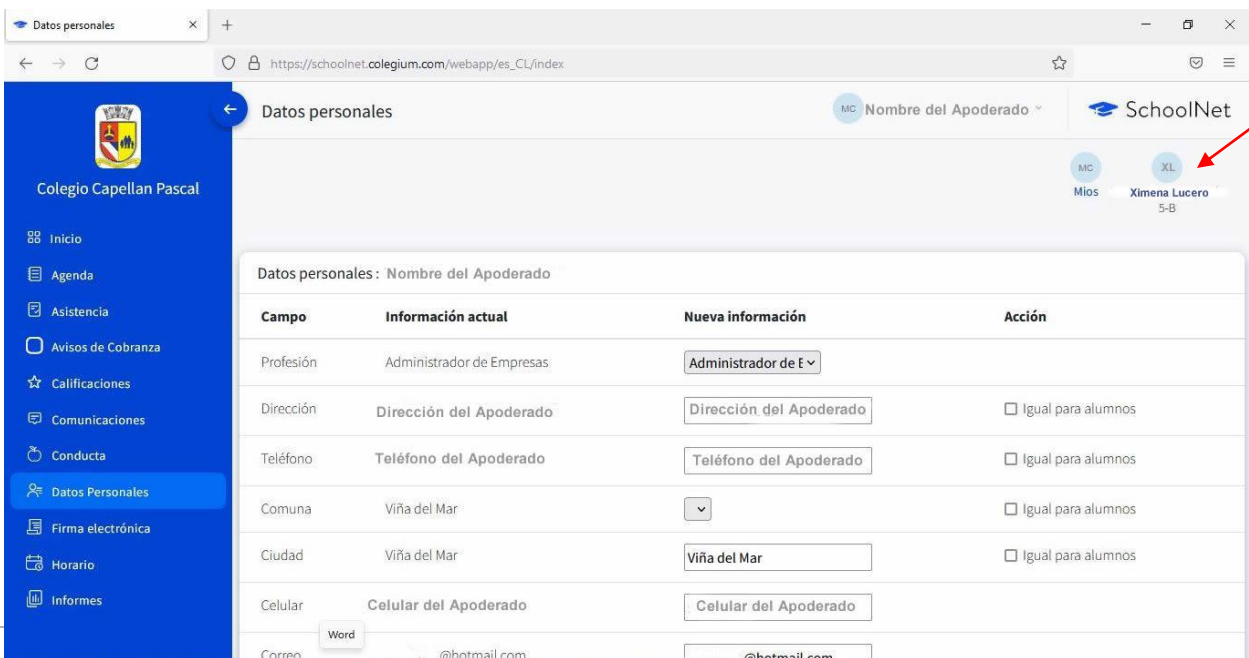 Datos personales
https://schoolnet.colegium.com/webapp/es_CL/index
Colegio Capellan Pascal
Inicio
Agenda
Asistencia
Avisos de Cobranza
Calificaciones
Comunicaciones
Conducta
Datos Personales
Firma electrónica
Horario
Informes
Datos personales
MC Nombre del Apoderado
SchoolNet
MC XL
Mios Ximena Lucero
5-B
Datos personales : Nombre del Apoderado
Campo Información actual Nueva información Acción
Profesión Administrador de Empresas Administrador de E
Dirección Dirección del Apoderado Dirección del Apoderado Igual para alumnos
Teléfono Teléfono del Apoderado Teléfono del Apoderado Igual para alumnos
Comuna Viña del Mar Igual para alumnos
Ciudad Viña del Mar Viña del Mar Igual para alumnos
Celular Celular del Apoderado Celular del Apoderado
Word
Correo @hotmail.com @hotmail.com